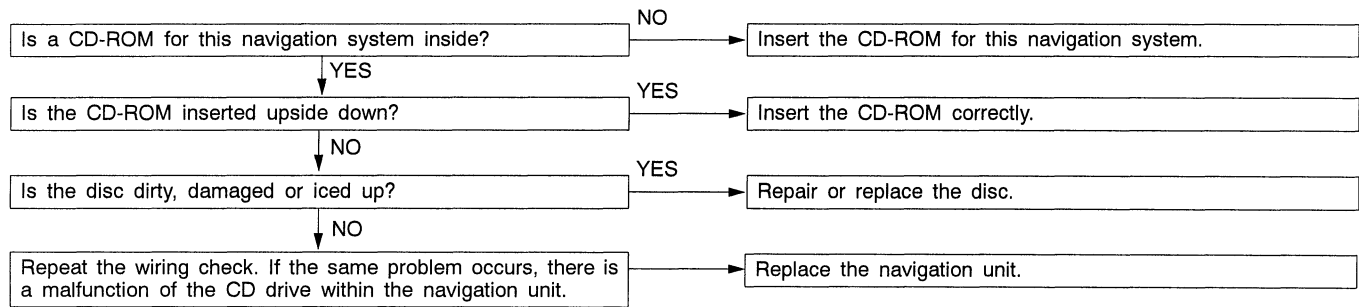 Is a CD-ROM for this navigation system inside?
NO
Insert the CD-ROM for this navigation system.
YES
Is the CD-ROM inserted upside down?
YES
Insert the CD-ROM correctly.
NO
Is the disc dirty, damaged or iced up?
YES
Repair or replace the disc.
NO
Repeat the wiring check. If the same problem occurs, there is
a malfunction of the CD drive within the navigation unit.
Replace the navigation unit.